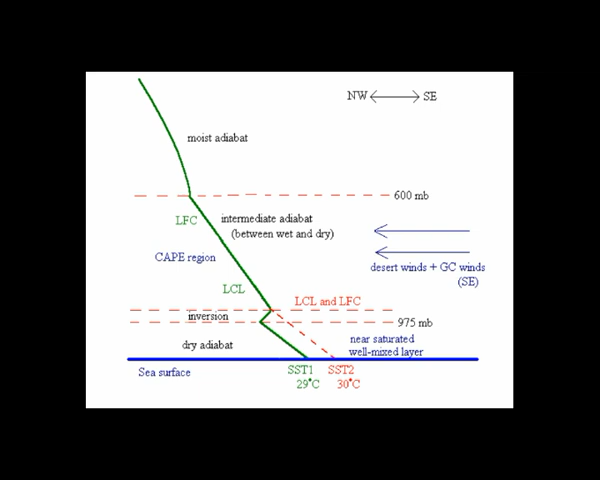 NW SE
moist adiabat
600 mb
LFC
intermediate adiabat
(between wet and dry)
CAPE region
desert winds + GC winds
(SE)
LCL
LCL and LFC
inversion
975 mb
dry adiabat
near saturated
well-mixed layer
Sea surface
SST1 SST2
29°C 30°C